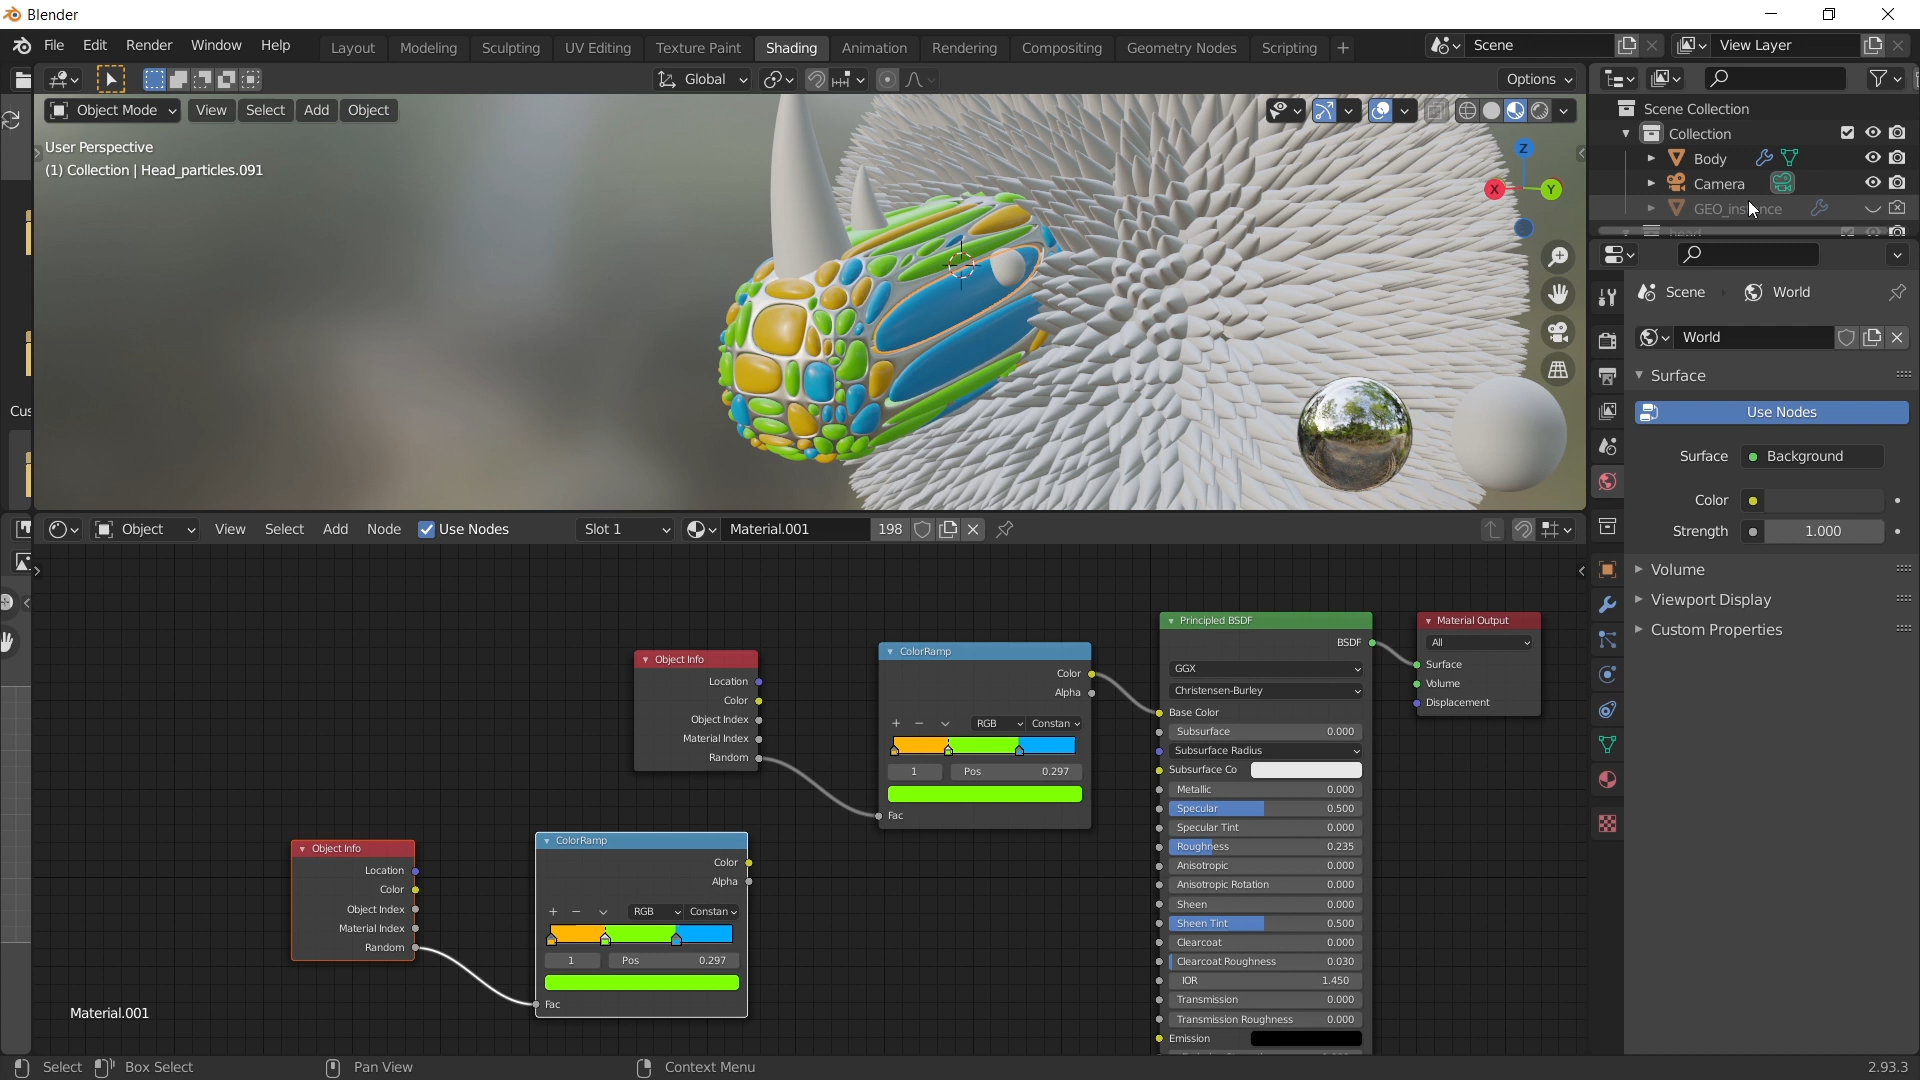 Blender
File Edit Render Window Help Layout Modeling Sculpting UV Editing Texture Paint Shading Animation Rendering Compositing Geometry Nodes Scripting + Scene View Layer
Global Options
Object Mode View Select Add Object
User Perspective
(1) Collection | Head_particles.091
Z
X Y
Scene Collection
Collection
Body
Camera
Scene World
World
Surface
Use Nodes
Surface Background
Color
Strength 1.000
Volume
Viewport Display
Custom Properties
Cus
Object View Select Add Node Use Nodes Slot 1 Material.001 198
Object Info
Location
Color
Object Index
Material Index
Random
ColorRamp
Color
Alpha
RGB Constan
1 Pos 0.297
Fac
Principled BSDF
BSDF
GGX
Christensen-Burley
Base Color
Subsurface 0.000
Subsurface Radius
Subsurface Co
Metallic 0.000
Specular 0.500
Specular Tint 0.000
Roughness 0.235
Anisotropic 0.000
Anisotropic Rotation 0.000
Sheen 0.000
Sheen Tint 0.500
Clearcoat 0.000
Clearcoat Roughness 0.030
IOR 1.450
Transmission 0.000
Transmission Roughness 0.000
Emission
Material Output
All
Surface
Volume
Displacement
Object Info
Location
Color
Object Index
Material Index
Random
ColorRamp
Color
Alpha
RGB Constan
1 Pos 0.297
Fac
Material.001
Select Box Select Pan View Context Menu 2.93.3